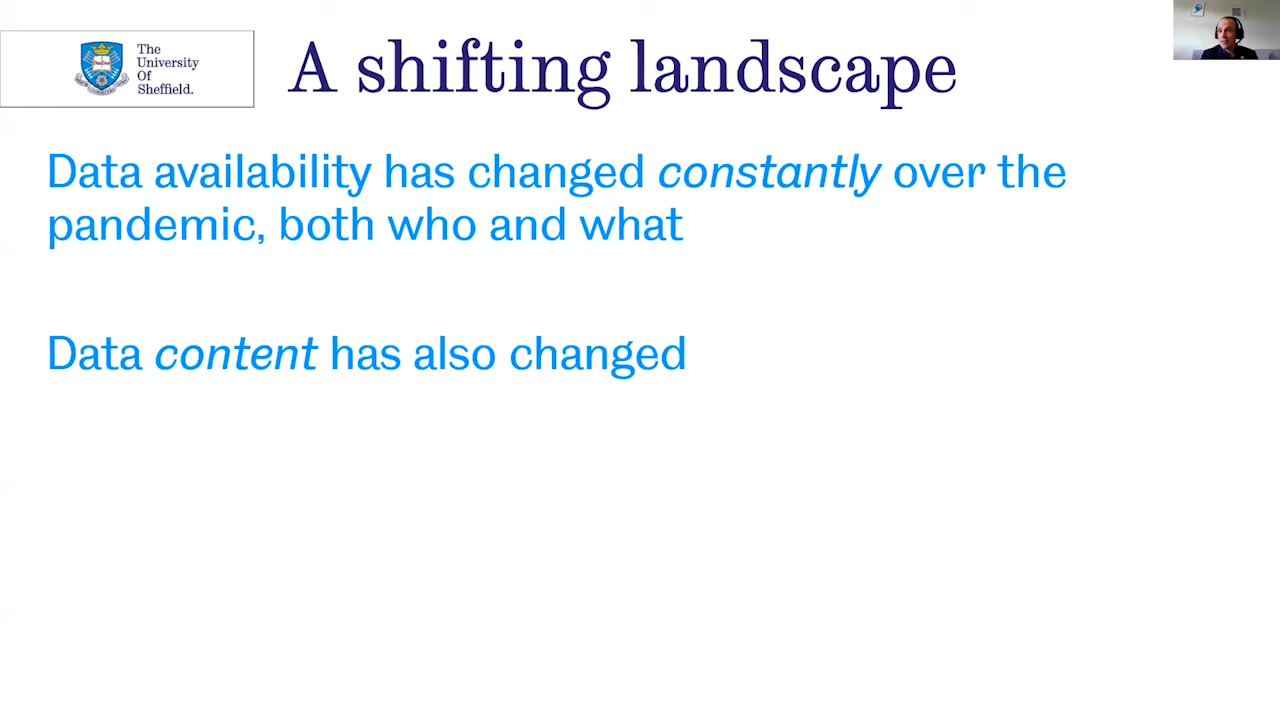 The
University
Of
Sheffield.
A shifting landscape
Data availability has changed constantly over the
pandemic, both who and what
Data content has also changed